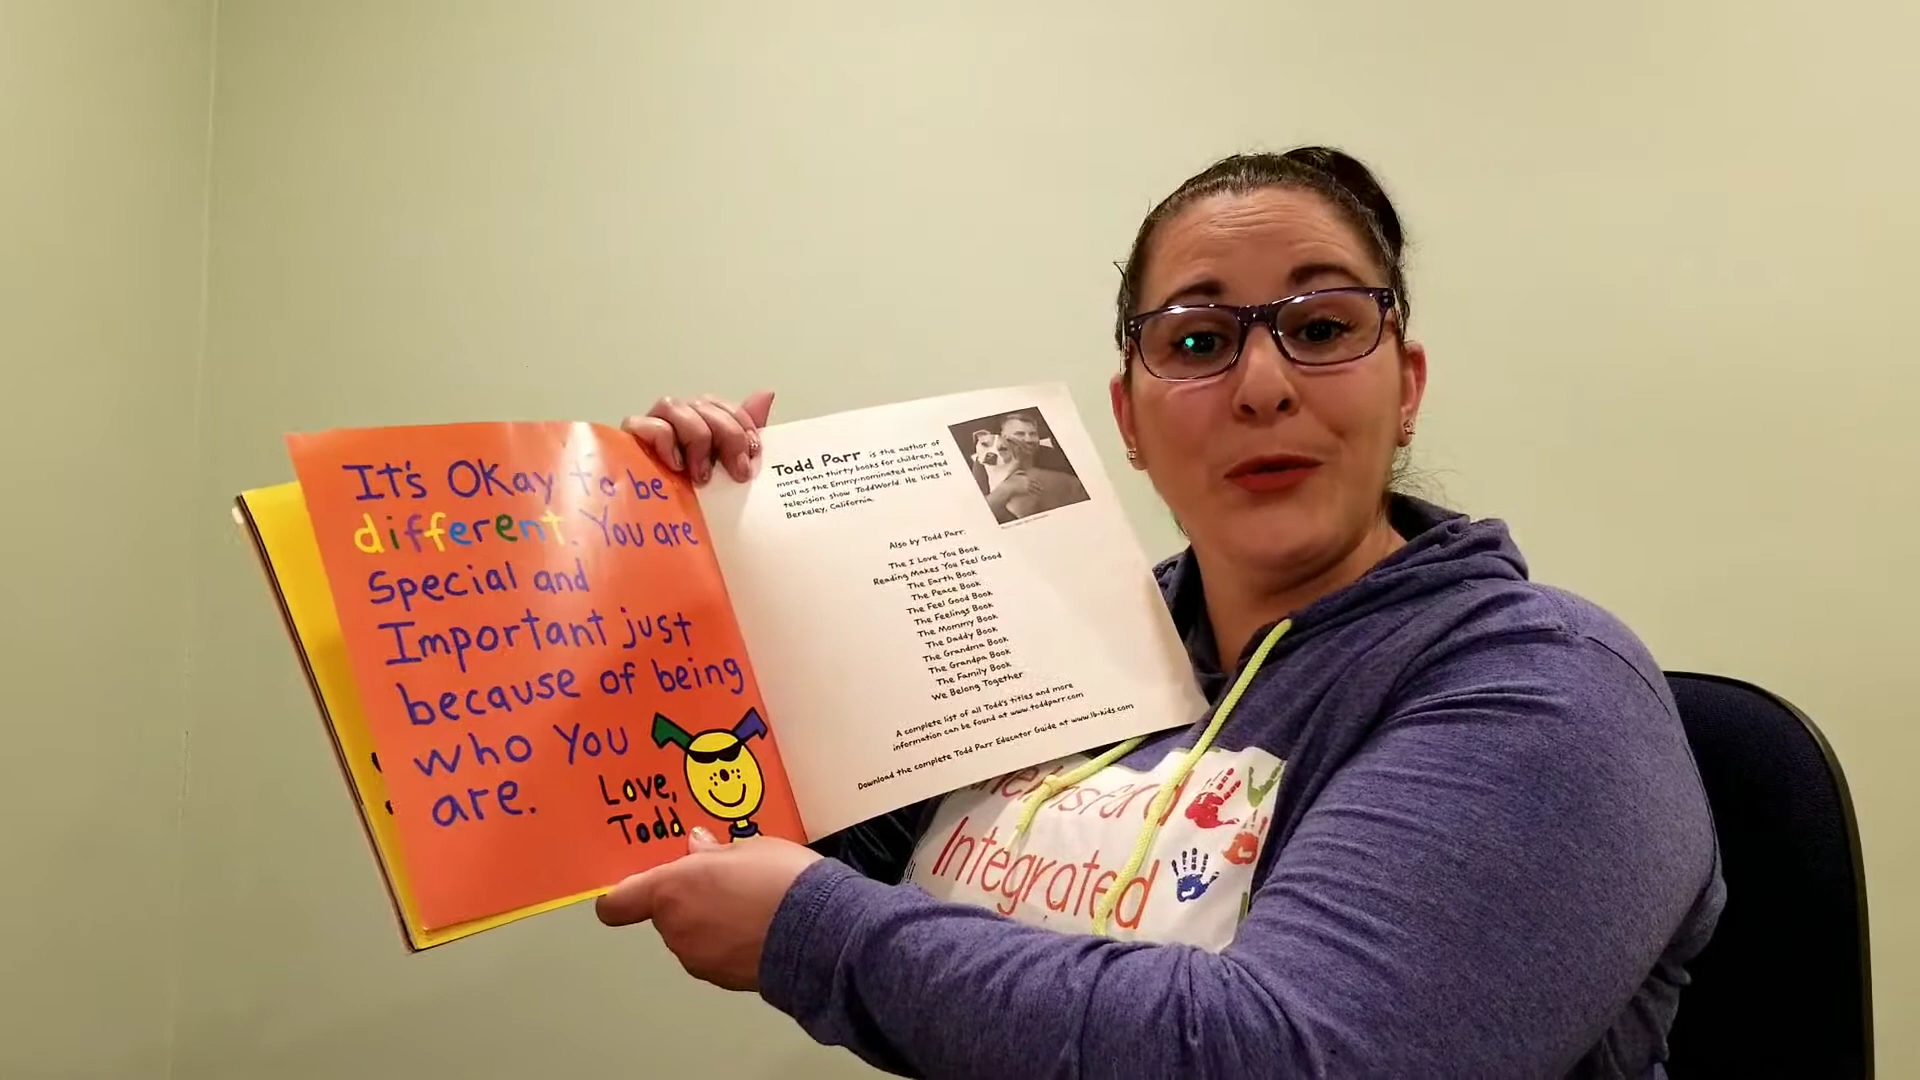 It's Okay to be
different. You are
Special and
Important just
because of being
who You
are.
Love,
Todd
Todd Parr is the author of
more than thirty books for children, as
well as the Emmy-nominated animated
television show ToddWorld. He lives in
Berkeley, California.
Also by Todd Parr:
The I Love You Book
Reading Makes You Feel Good
The Earth Book
The Peace Book
The Feel Good Book
The Feelings Book
The Mommy Book
The Daddy Book
The Grandma Book
The Grandpa Book
The Family Book
We Belong Together
A complete list of all Todd's titles and more
information can be found at www.toddparr.com
Download the complete Todd Parr Educator Guide at www.lb-kids.com
Integrated